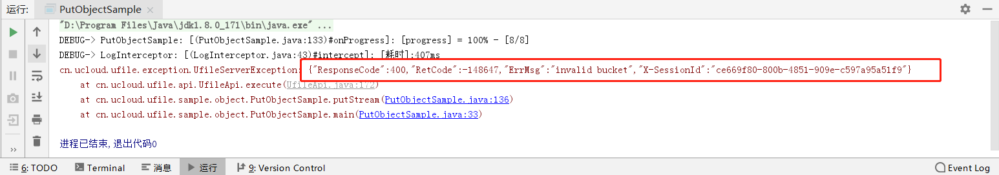 运行: PutObjectSample ×
"D:\Program Files\Java\jdk1.8.0_171\bin\java.exe" ...
DEBUG-> PutObjectSample: [(PutObjectSample.java:133)#onProgress]: [progress] = 100% - [8/8]
DEBUG-> LogInterceptor: [(LogInterceptor.java:43)#intercept]: [耗时]:407ms
cn.ucloud.ufile.exception.UfileServerException: {"ResponseCode":400,"RetCode":-148647,"ErrMsg":"invalid bucket","X-SessionId":"ce669f80-800b-4851-909e-c597a95a51f9"}
at cn.ucloud.ufile.api.UfileApi.execute(UfileApi.java:172)
at cn.ucloud.ufile.sample.object.PutObjectSample.putStream(PutObjectSample.java:136)
at cn.ucloud.ufile.sample.object.PutObjectSample.main(PutObjectSample.java:33)
进程已结束,退出代码0
6: TODO Terminal 消息 运行 9: Version Control Event Log